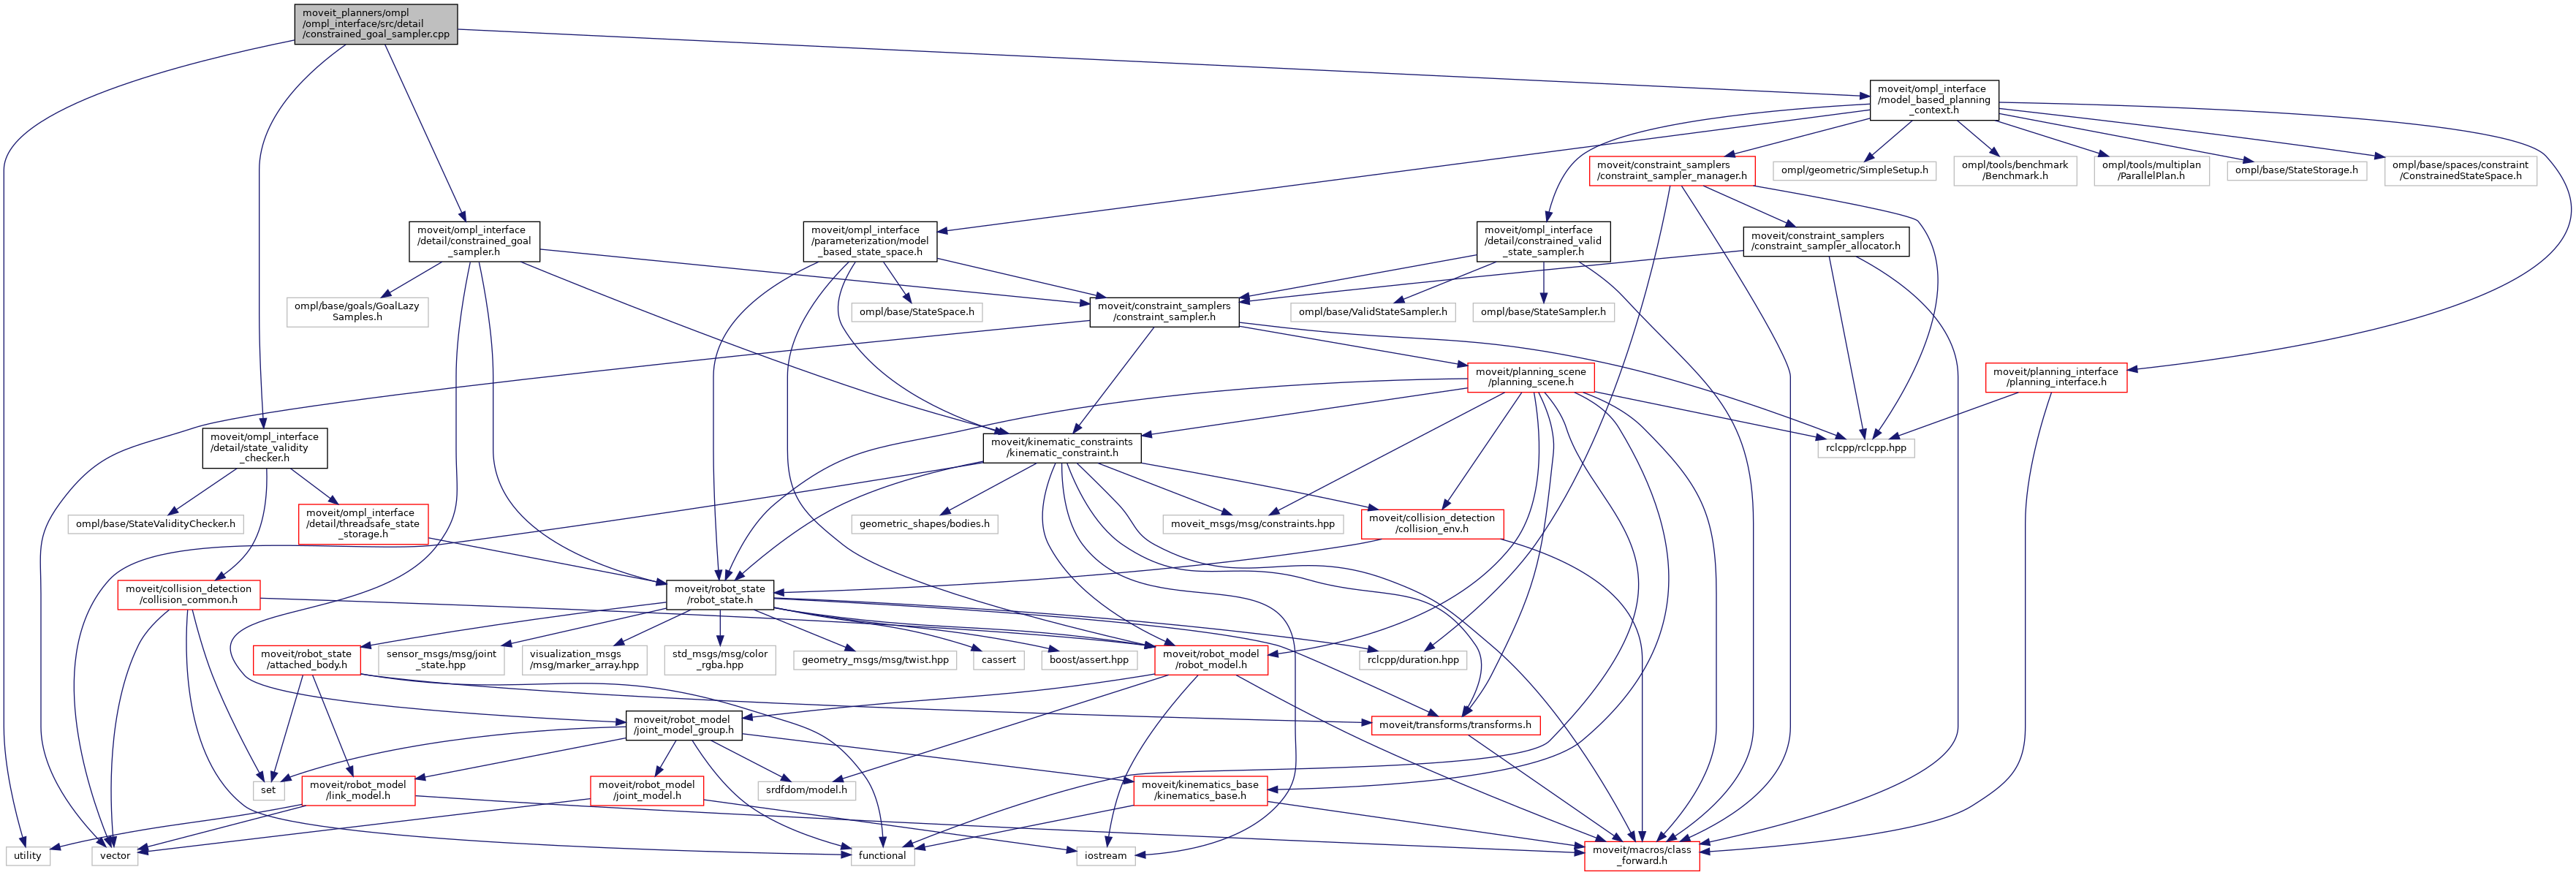 moveit_planners/ompl
/ompl_interface/src/detail
/constrained_goal_sampler.cpp
moveit/ompl_interface
/model_based_planning
_context.h
moveit/constraint_samplers
/constraint_sampler_manager.h
ompl/geometric/SimpleSetup.h
ompl/tools/benchmark
/Benchmark.h
ompl/tools/multiplan
/ParallelPlan.h
ompl/base/StateStorage.h
ompl/base/spaces/constraint
/ConstrainedStateSpace.h
moveit/ompl_interface
/detail/constrained_goal
_sampler.h
moveit/ompl_interface
/parameterization/model
_based_state_space.h
moveit/ompl_interface
/detail/constrained_valid
_state_sampler.h
moveit/constraint_samplers
/constraint_sampler_allocator.h
ompl/base/goals/GoalLazy
Samples.h
ompl/base/StateSpace.h
moveit/constraint_samplers
/constraint_sampler.h
ompl/base/ValidStateSampler.h
ompl/base/StateSampler.h
moveit/planning_scene
/planning_scene.h
moveit/planning_interface
/planning_interface.h
moveit/ompl_interface
/detail/state_validity
_checker.h
moveit/kinematic_constraints
/kinematic_constraint.h
rclcpp/rclcpp.hpp
ompl/base/StateValidityChecker.h
moveit/ompl_interface
/detail/threadsafe_state
_storage.h
geometric_shapes/bodies.h
moveit_msgs/msg/constraints.hpp
moveit/collision_detection
/collision_env.h
moveit/collision_detection
/collision_common.h
moveit/robot_state
/robot_state.h
moveit/robot_state
/attached_body.h
sensor_msgs/msg/joint
_state.hpp
visualization_msgs
/msg/marker_array.hpp
std_msgs/msg/color
_rgba.hpp
geometry_msgs/msg/twist.hpp
cassert
boost/assert.hpp
moveit/robot_model
/robot_model.h
rclcpp/duration.hpp
moveit/robot_model
/joint_model_group.h
moveit/transforms/transforms.h
set
moveit/robot_model
/link_model.h
moveit/robot_model
/joint_model.h
srdfdom/model.h
moveit/kinematics_base
/kinematics_base.h
utility
vector
functional
iostream
moveit/macros/class
_forward.h